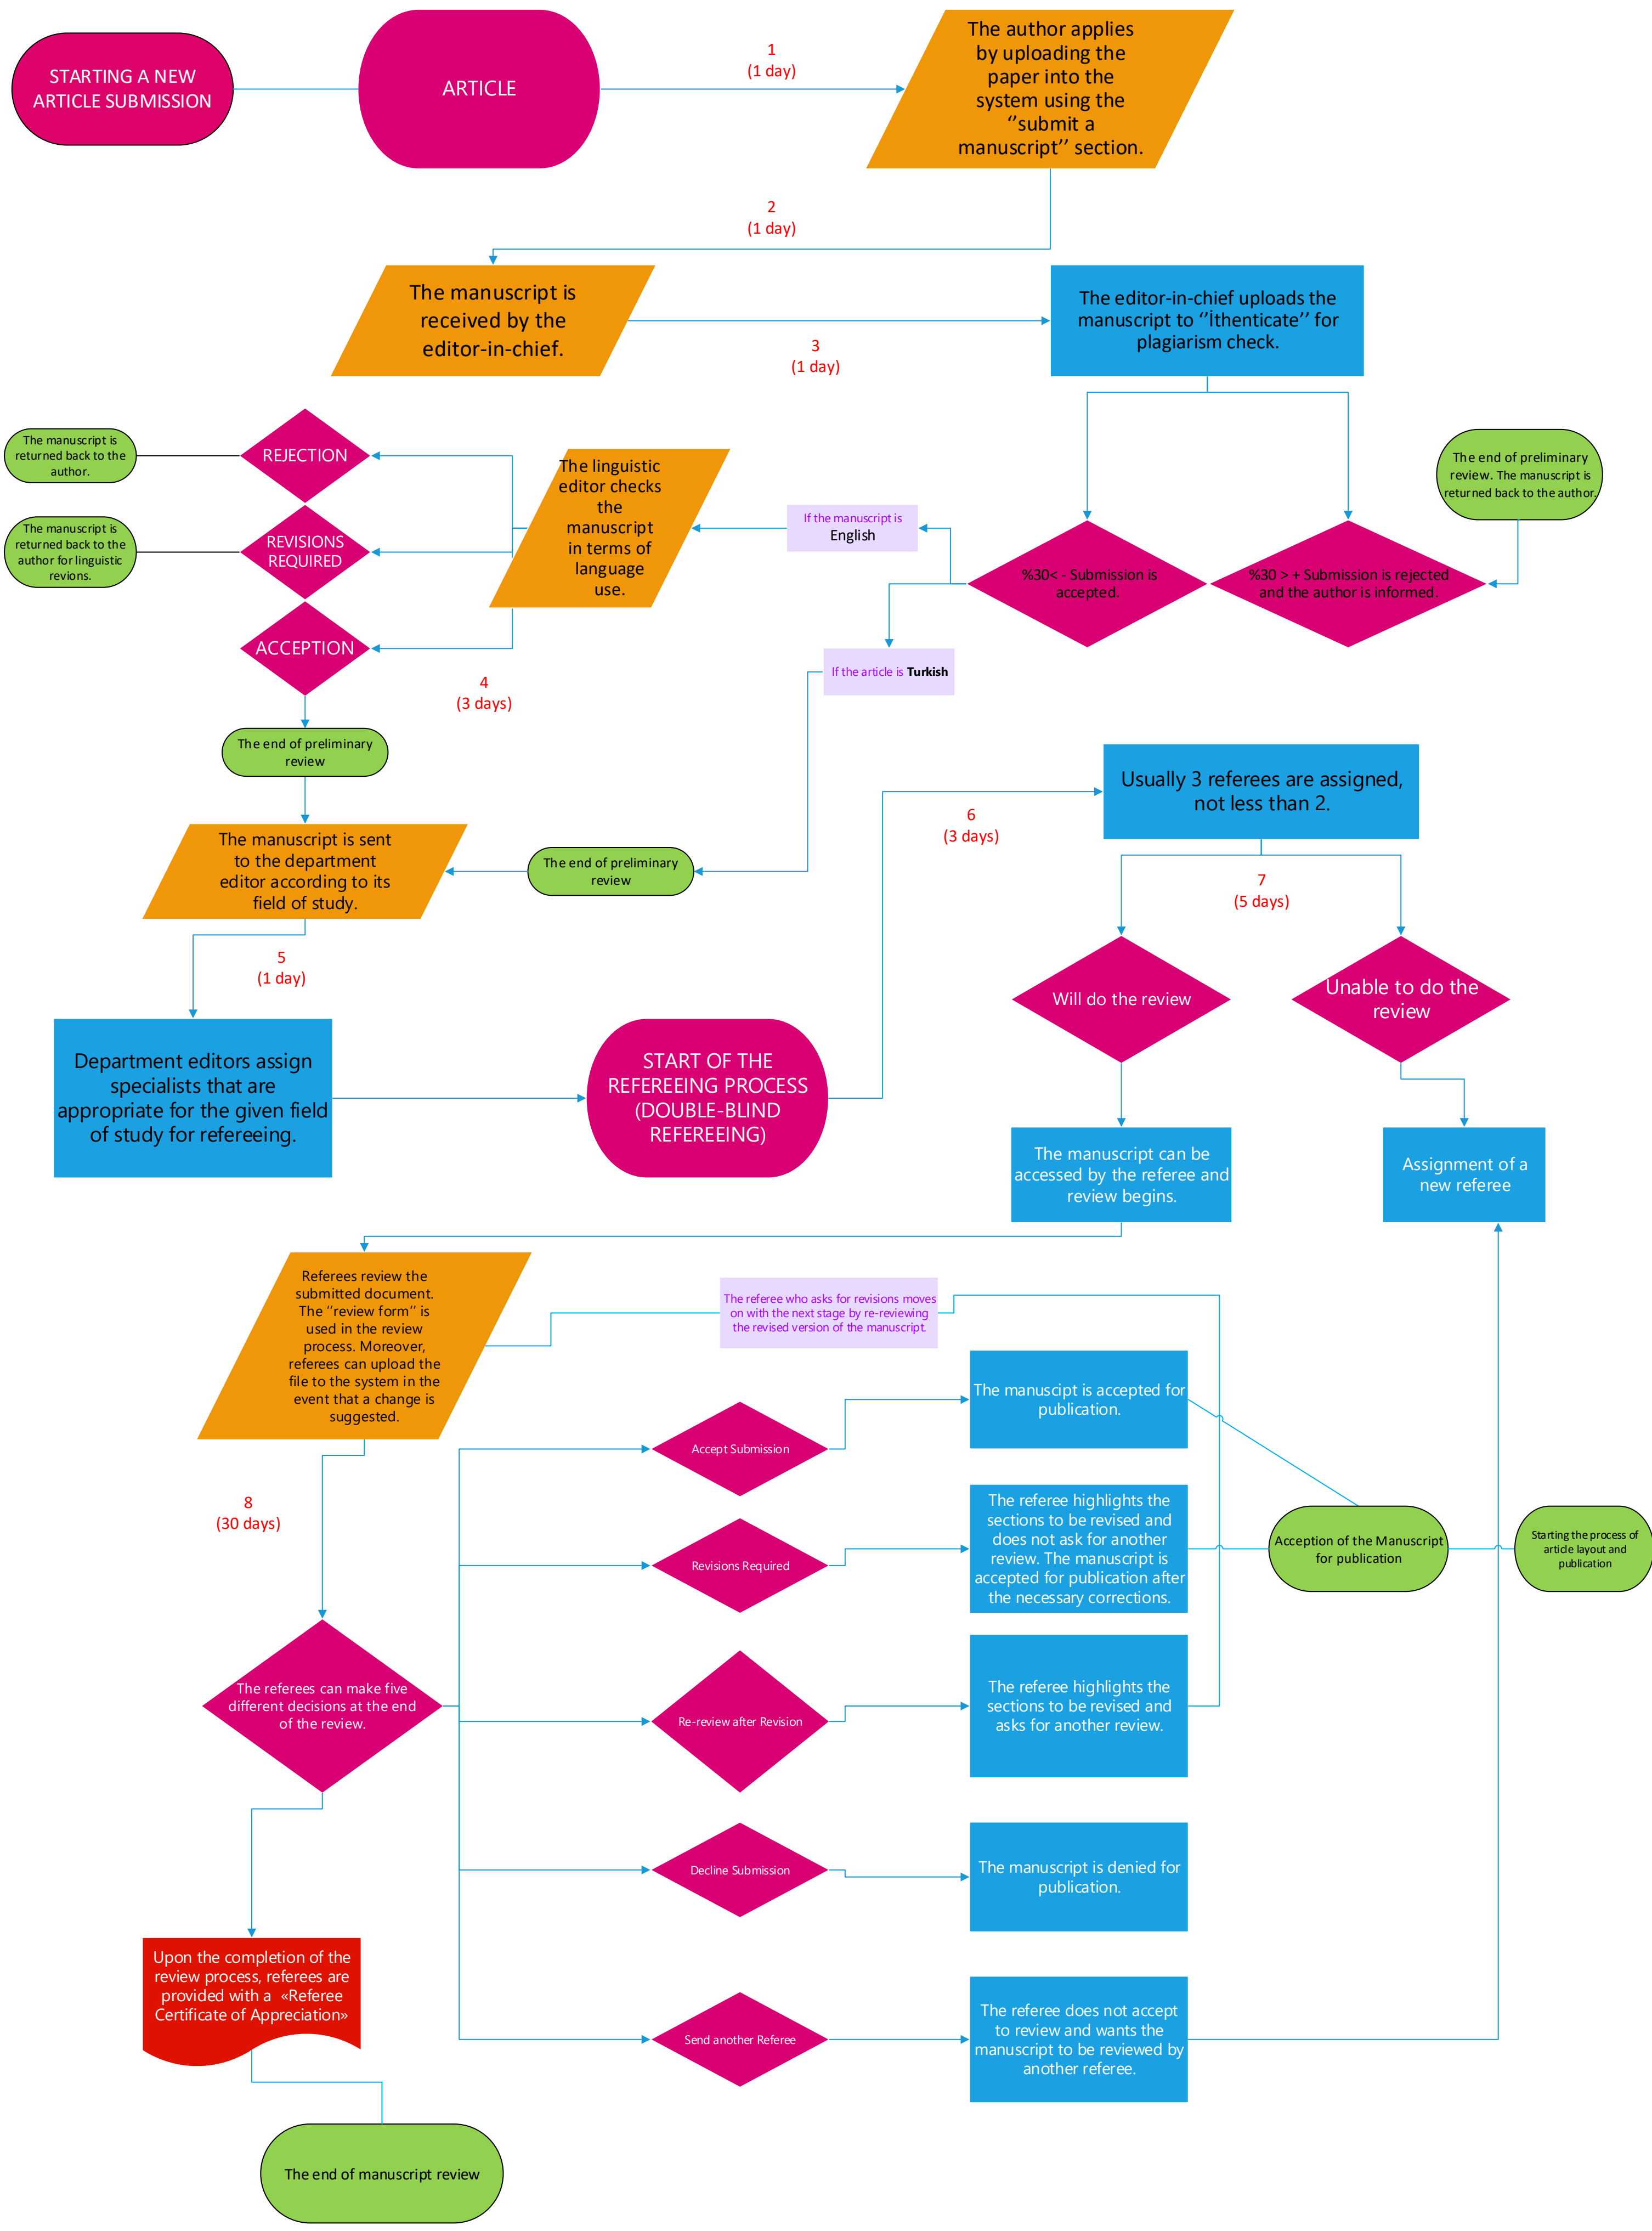 STARTING A NEW
ARTICLE SUBMISSION
ARTICLE
1
(1 day)
The author applies
by uploading the
paper into the
system using the
‘’submit a
manuscript’’ section.
2
(1 day)
The manuscript is
received by the
editor-in-chief.
3
(1 day)
The editor-in-chief uploads the
manuscript to ‘’İthenticate’’ for
plagiarism check.
The manuscript is
returned back to the
author.
REJECTION
The manuscript is
returned back to the
author for linguistic
revions.
REVISIONS
REQUIRED
ACCEPTION
The linguistic
editor checks
the
manuscript
in terms of
language
use.
If the manuscript is
English
%30< - Submission is
accepted.
%30 > + Submission is rejected
and the author is informed.
The end of preliminary
review. The manuscript is
returned back to the author.
If the article is Turkish
4
(3 days)
The end of preliminary
review
The manuscript is sent
to the department
editor according to its
field of study.
The end of preliminary
review
5
(1 day)
Department editors assign
specialists that are
appropriate for the given field
of study for refereeing.
START OF THE
REFEREEING PROCESS
(DOUBLE-BLIND
REFEREEING)
6
(3 days)
Usually 3 referees are assigned,
not less than 2.
7
(5 days)
Will do the review
Unable to do the
review
The manuscript can be
accessed by the referee and
review begins.
Assignment of a
new referee
Referees review the
submitted document.
The ‘’review form’’ is
used in the review
process. Moreover,
referees can upload the
file to the system in the
event that a change is
suggested.
The referee who asks for revisions moves
on with the next stage by re-reviewing
the revised version of the manuscript.
8
(30 days)
The referees can make five
different decisions at the end
of the review.
Accept Submission
The manuscipt is accepted for
publication.
Revisions Required
The referee highlights the
sections to be revised and
does not ask for another
review. The manuscript is
accepted for publication after
the necessary corrections.
Acception of the Manuscript
for publication
Starting the process of
article layout and
publication
Re-review after Revision
The referee highlights the
sections to be revised and
asks for another review.
Decline Submission
The manuscript is denied for
publication.
Send another Referee
The referee does not accept
to review and wants the
manuscript to be reviewed by
another referee.
Upon the completion of the
review process, referees are
provided with a «Referee
Certificate of Appreciation»
The end of manuscript review